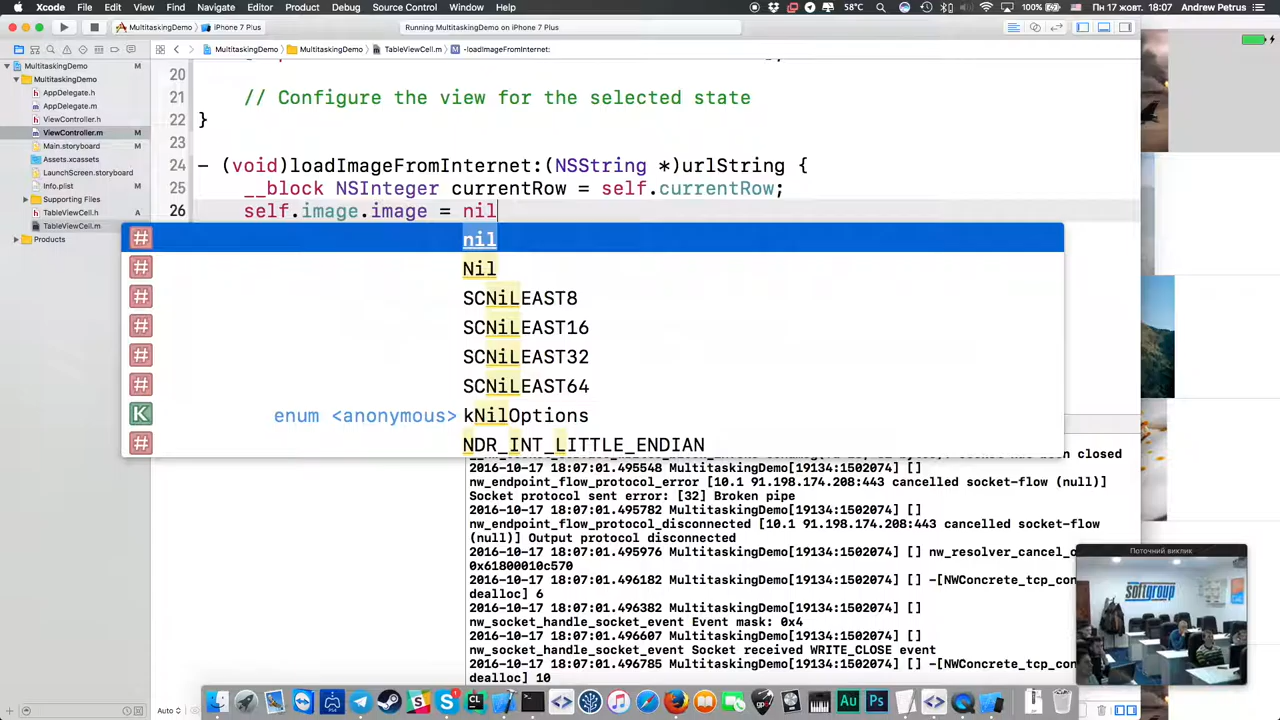 Xcode File Edit View Find Navigate Editor Product Debug Source Control Window Help
100% Mon 17 Oct 18:07:01 Andrew Petrus
MultitaskingDemo iPhone 7 Plus
Running MultitaskingDemo on iPhone 7 Plus
MultitaskingDemo MultitaskingDemo TableViewCell.m M -loadImageFromInternet:
MultitaskingDemo M
MultitaskingDemo
AppDelegate.h
AppDelegate.m
ViewController.h
ViewController.m M
Main.storyboard M
Assets.xcassets
LaunchScreen.storyboard
Info.plist M
Supporting Files
TableViewCell.h A
TableViewCell.m M
Products
20
21 // Configure the view for the selected state
22 }
23
24 - (void)loadImageFromInternet:(NSString *)urlString {
25 __block NSInteger currentRow = self.currentRow;
26 self.image.image = nil
# nil
# Nil
# SCNiLEAST8
# SCNiLEAST16
# SCNiLEAST32
# SCNiLEAST64
K enum <anonymous> kNilOptions
# NDR_INT_LITTLE_ENDIAN
2016-10-17 18:07:01.495548 MultitaskingDemo[19134:1502074] []
nw_endpoint_flow_protocol_error [10.1 91.198.174.208:443 cancelled socket-flow (null)]
Socket protocol sent error: [32] Broken pipe
2016-10-17 18:07:01.495782 MultitaskingDemo[19134:1502074] []
nw_endpoint_flow_protocol_disconnected [10.1 91.198.174.208:443 cancelled socket-flow
(null)] Output protocol disconnected
2016-10-17 18:07:01.495976 MultitaskingDemo[19134:1502074] [] nw_resolver_cancel_o
0x61800010c570
2016-10-17 18:07:01.496182 MultitaskingDemo[19134:1502074] [] -[NWConcrete_tcp_con
dealloc] 6
2016-10-17 18:07:01.496382 MultitaskingDemo[19134:1502074] []
nw_socket_handle_socket_event Event mask: 0x4
2016-10-17 18:07:01.496607 MultitaskingDemo[19134:1502074] []
nw_socket_handle_socket_event Socket received WRITE_CLOSE event
2016-10-17 18:07:01.496785 MultitaskingDemo[19134:1502074] [] -[NWConcrete_tcp_con
dealloc] 10
Поточний виклик
softgroup
Auto